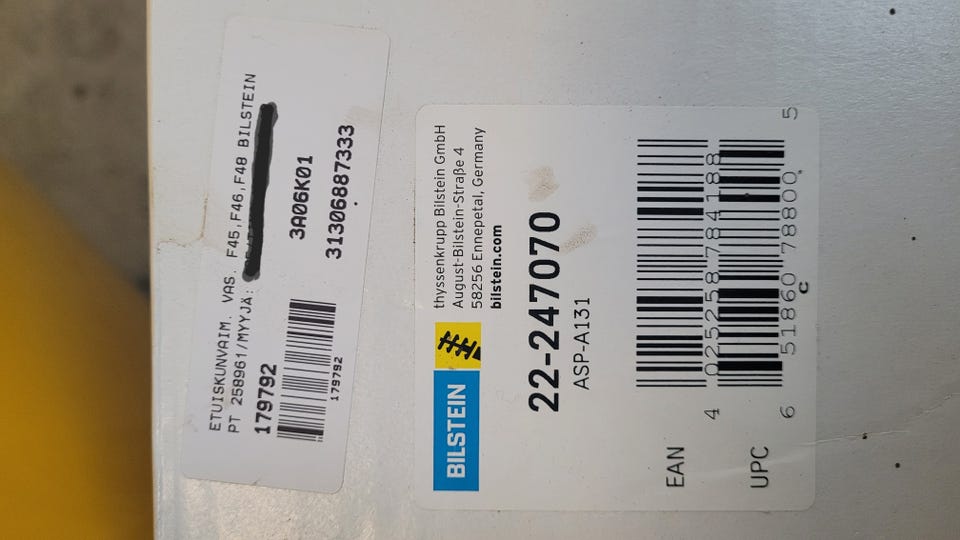 ETUISKUNVAIM. VAS. F45,F46,F48 BILSTEIN
PT 258961/MYYJÄ:
179792
3A06K01
31306887333
179792
BILSTEIN
thyssenkrupp Bilstein GmbH
August-Bilstein-Straße 4
58256 Ennepetal, Germany
bilstein.com
22-247070
ASP-A131
EAN
4 025258 784188
UPC
6 51860 78800 5
C